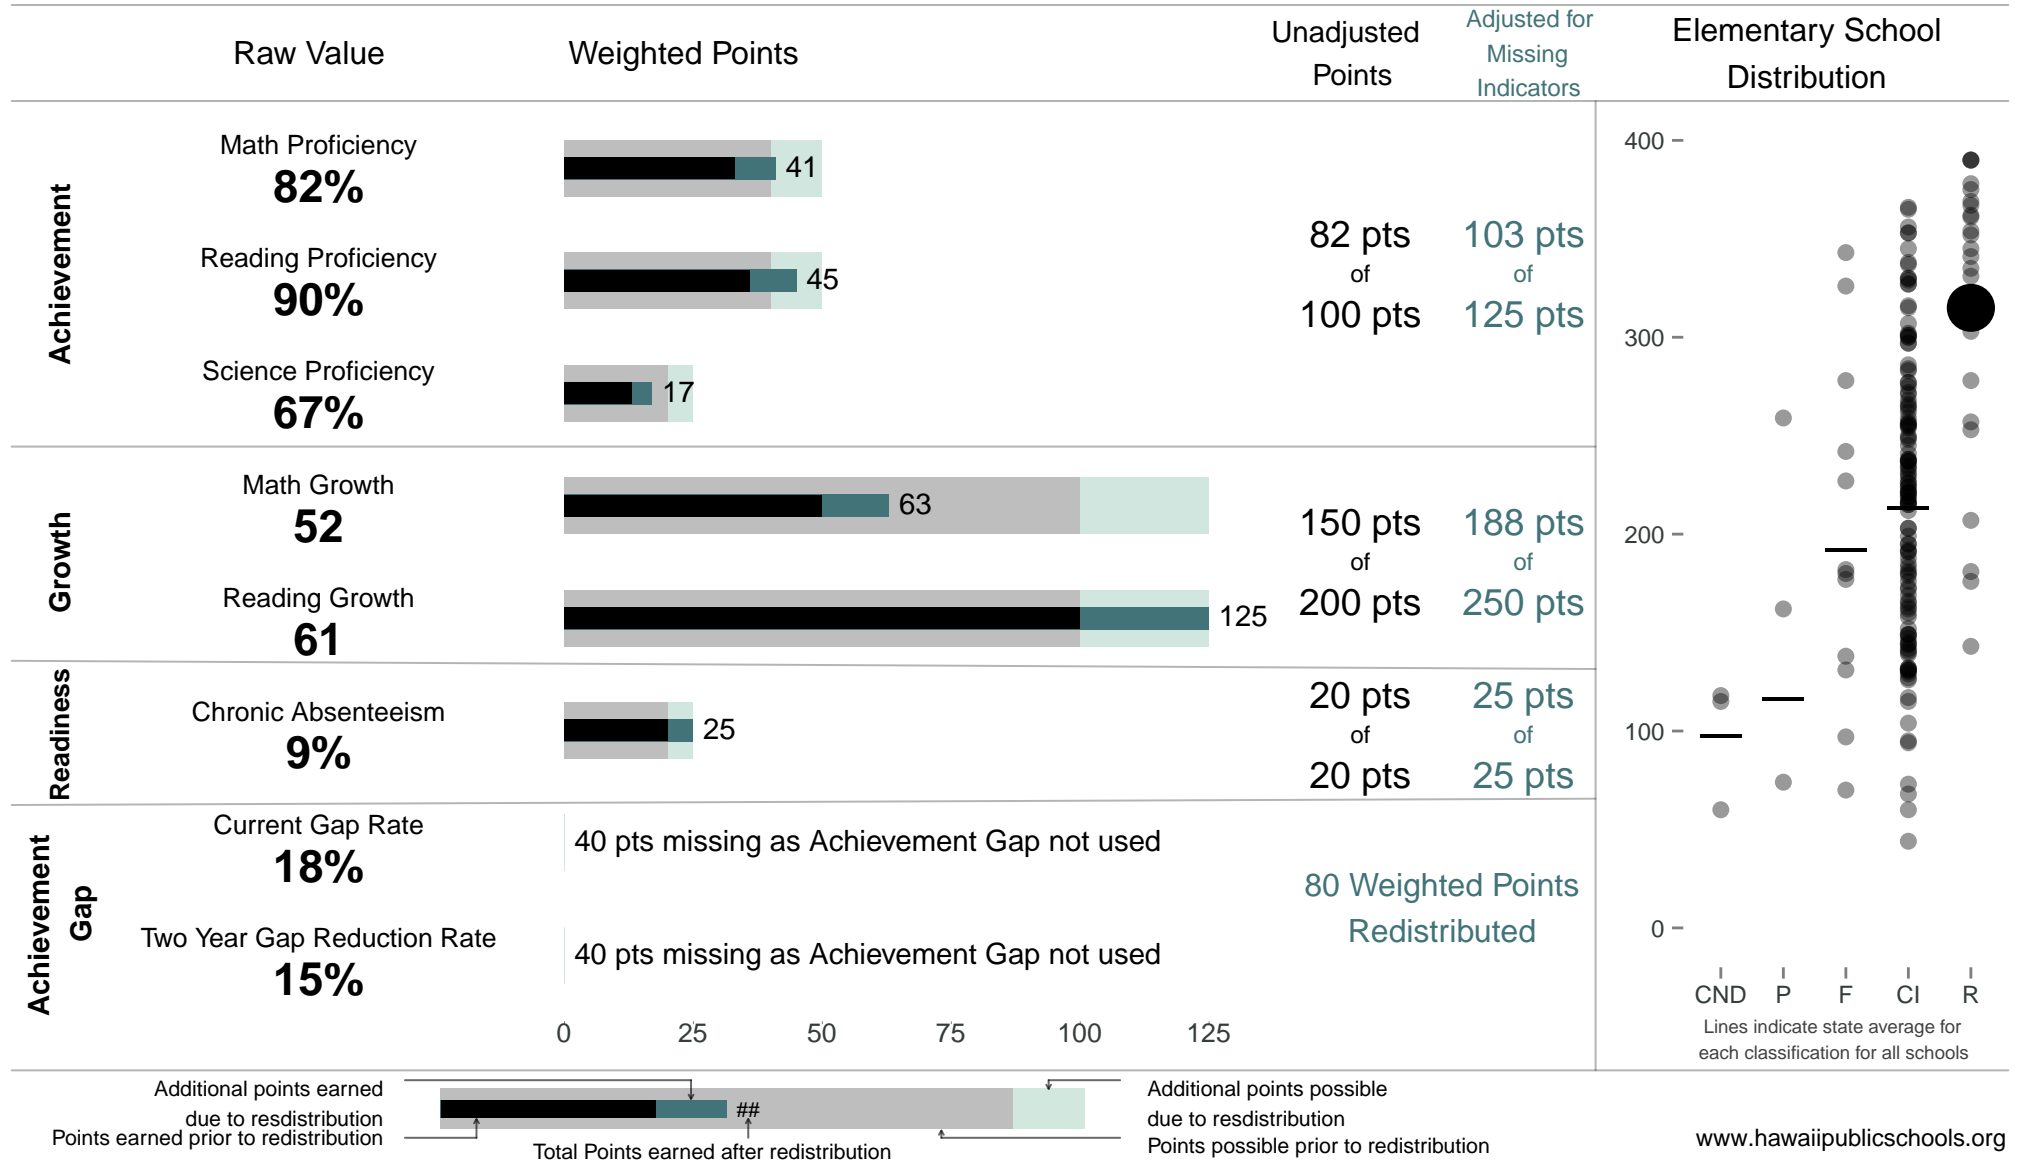 Raw Value
Weighted Points
Unadjusted
Points
Adjusted for
Missing
Indicators
Elementary School
Distribution
Achievement
Math Proficiency
82%
41
Reading Proficiency
90%
45
Science Proficiency
67%
17
82 pts
of
100 pts
103 pts
of
125 pts
Growth
Math Growth
52
63
Reading Growth
61
125
150 pts
of
200 pts
188 pts
of
250 pts
Readiness
Chronic Absenteeism
9%
25
20 pts
of
20 pts
25 pts
of
25 pts
Achievement
Gap
Current Gap Rate
18%
40 pts missing as Achievement Gap not used
Two Year Gap Reduction Rate
15%
40 pts missing as Achievement Gap not used
80 Weighted Points
Redistributed
0 25 50 75 100 125
400
300
200
100
0
CND P F CI R
Lines indicate state average for
each classification for all schools
Additional points earned
due to resdistribution
Points earned prior to redistribution
##
Total Points earned after redistribution
Additional points possible
due to resdistribution
Points possible prior to redistribution
www.hawaiipublicschools.org